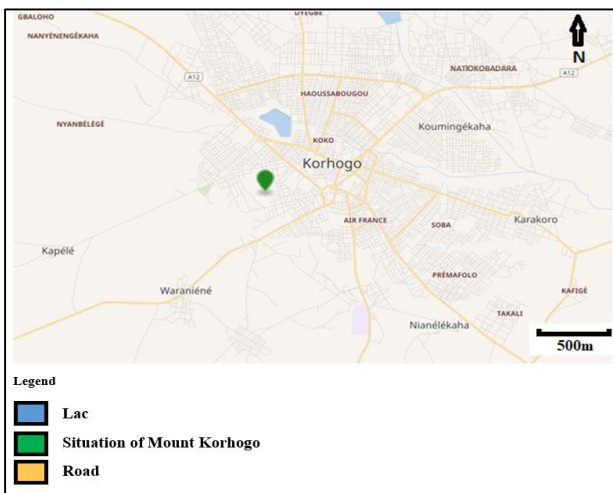 GBALOHO
NANYÉNENGÉKAHA
A12
NATIOKOBADARA
A12
N
HAOUSSABOUGOU
NYANBÉLÉGÉ
KOKO
Koumingékaha
Korhogo
AIR FRANCE
SOBA
Karakoro
Kapélé
Waraniéné
PRÉMAFOLO
KAFIGÉ
TAKALI
Nianélékaha
500m
Legend
Lac
Situation of Mount Korhogo
Road